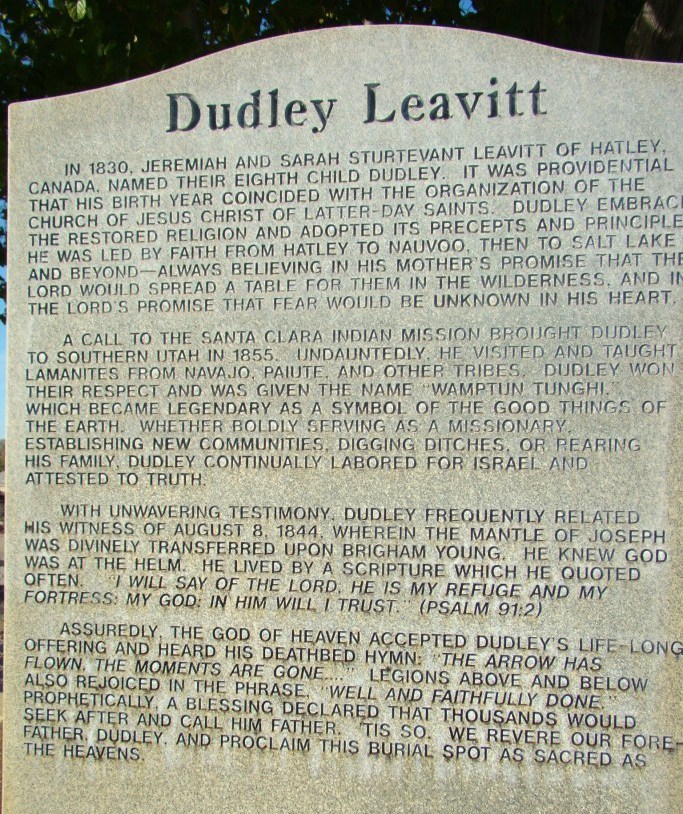 Dudley Leavitt
IN 1830, JEREMIAH AND SARAH STURTEVANT LEAVITT OF HATLEY,
CANADA, NAMED THEIR EIGHTH CHILD DUDLEY. IT WAS PROVIDENTIAL
THAT HIS BIRTH YEAR COINCIDED WITH THE ORGANIZATION OF THE
CHURCH OF JESUS CHRIST OF LATTER-DAY SAINTS. DUDLEY EMBRAC
THE RESTORED RELIGION AND ADOPTED ITS PRECEPTS AND PRINCIPLE
HE WAS LED BY FAITH FROM HATLEY TO NAUVOO, THEN TO SALT LAKE
AND BEYOND—ALWAYS BELIEVING IN HIS MOTHER'S PROMISE THAT THE
LORD WOULD SPREAD A TABLE FOR THEM IN THE WILDERNESS, AND IN
THE LORD'S PROMISE THAT FEAR WOULD BE UNKNOWN IN HIS HEART.
A CALL TO THE SANTA CLARA INDIAN MISSION BROUGHT DUDLEY
TO SOUTHERN UTAH IN 1855. UNDAUNTEDLY, HE VISITED AND TAUGHT
LAMANITES FROM NAVAJO, PAIUTE, AND OTHER TRIBES. DUDLEY WON
THEIR RESPECT AND WAS GIVEN THE NAME "WAMPTUN TUNGHI,"
WHICH BECAME LEGENDARY AS A SYMBOL OF THE GOOD THINGS OF
THE EARTH. WHETHER BOLDLY SERVING AS A MISSIONARY,
ESTABLISHING NEW COMMUNITIES, DIGGING DITCHES, OR REARING
HIS FAMILY, DUDLEY CONTINUALLY LABORED FOR ISRAEL AND
ATTESTED TO TRUTH.
WITH UNWAVERING TESTIMONY, DUDLEY FREQUENTLY RELATED
HIS WITNESS OF AUGUST 8, 1844, WHEREIN THE MANTLE OF JOSEPH
WAS DIVINELY TRANSFERRED UPON BRIGHAM YOUNG. HE KNEW GOD
WAS AT THE HELM. HE LIVED BY A SCRIPTURE WHICH HE QUOTED
OFTEN. "I WILL SAY OF THE LORD, HE IS MY REFUGE AND MY
FORTRESS: MY GOD; IN HIM WILL I TRUST." (PSALM 91:2)
ASSUREDLY, THE GOD OF HEAVEN ACCEPTED DUDLEY'S LIFE-LONG
OFFERING AND HEARD HIS DEATHBED HYMN: "THE ARROW HAS
FLOWN, THE MOMENTS ARE GONE...." LEGIONS ABOVE AND BELOW
ALSO REJOICED IN THE PHRASE, "WELL AND FAITHFULLY DONE."
PROPHETICALLY, A BLESSING DECLARED THAT THOUSANDS WOULD
SEEK AFTER AND CALL HIM FATHER. 'TIS SO. WE REVERE OUR FORE-
FATHER, DUDLEY, AND PROCLAIM THIS BURIAL SPOT AS SACRED AS
THE HEAVENS.